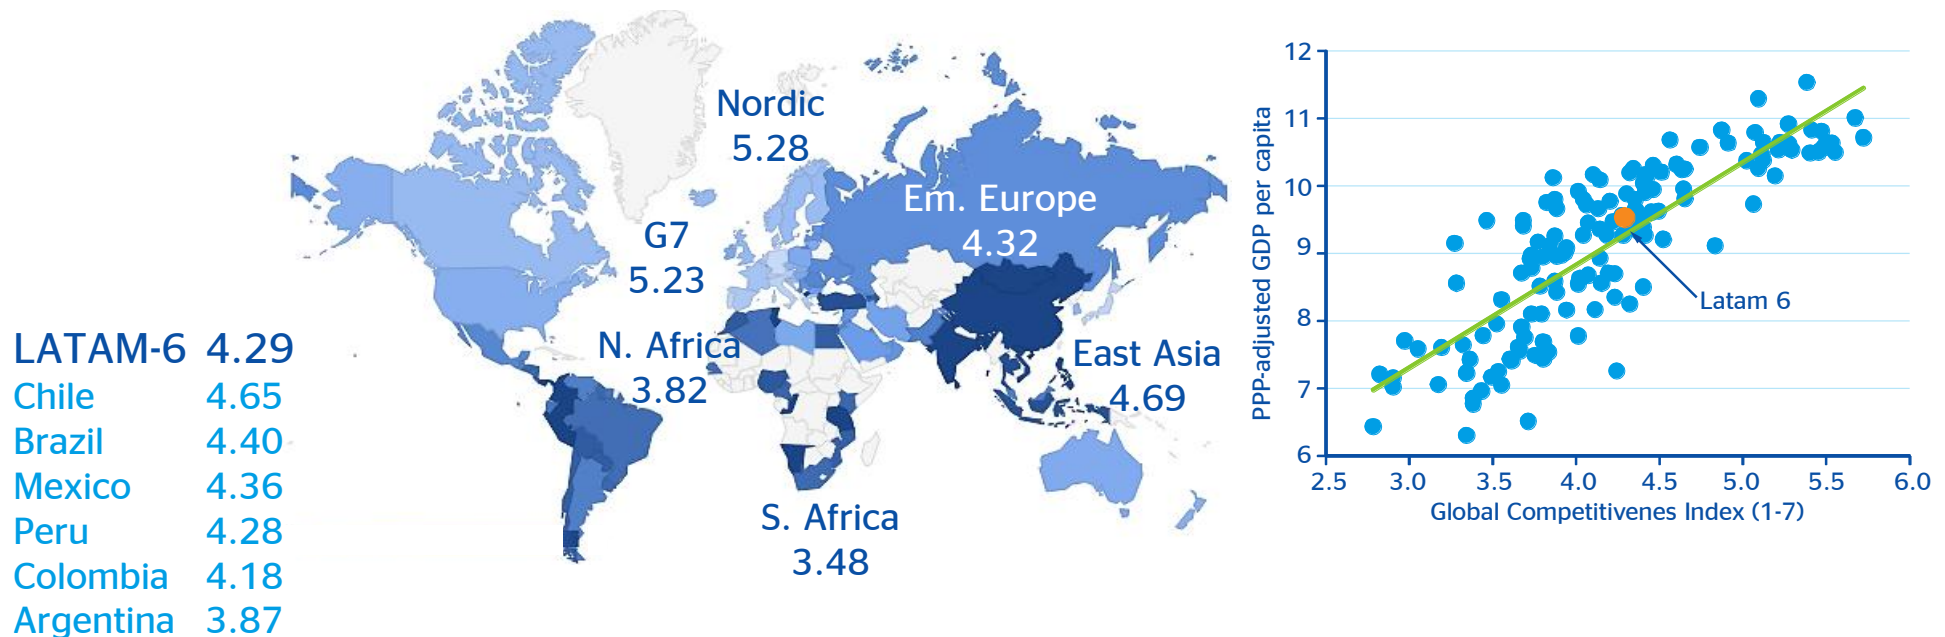 Nordic
5.28
G7
5.23
Em. Europe
4.32
N. Africa
3.82
East Asia
4.69
S. Africa
3.48
LATAM-6 4.29
Chile 4.65
Brazil 4.40
Mexico 4.36
Peru 4.28
Colombia 4.18
Argentina 3.87
PPPP-adjusted GDP per capita
12
11
10
9
8
7
6
Latam 6
2.5 3.0 3.5 4.0 4.5 5.0 5.5 6.0
Global Competitivenes Index (1-7)